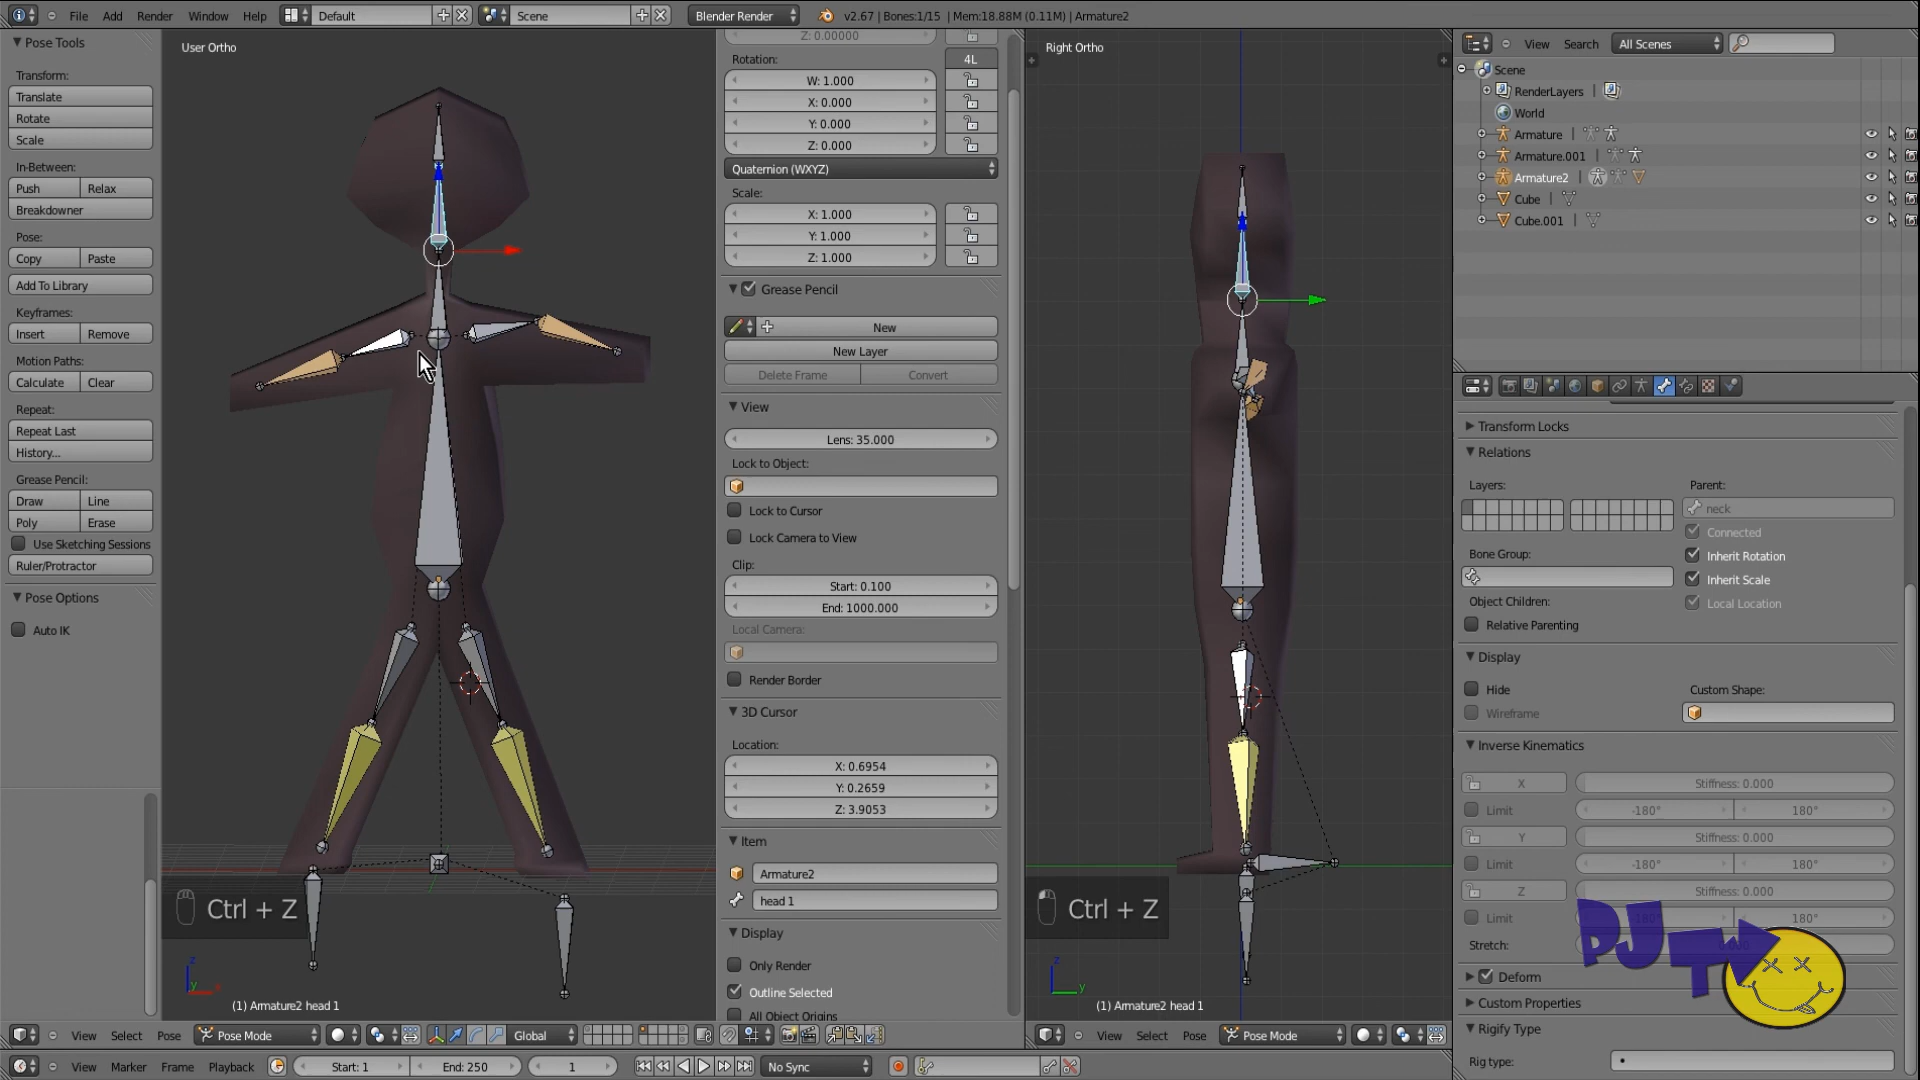 File Add Render Window Help Default Scene Blender Render v2.67 | Bones:1/15 | Mem:18.88M (0.11M) | Armature2
Pose Tools
Transform:
Translate
Rotate
Scale
In-Between:
Push Relax
Breakdowner
Pose:
Copy Paste
Add To Library
Keyframes:
Insert Remove
Motion Paths:
Calculate Clear
Repeat:
Repeat Last
History...
Grease Pencil:
Draw Line
Poly Erase
Use Sketching Sessions
Ruler/Protractor
Pose Options
Auto IK
User Ortho
Ctrl + Z
z
y x
(1) Armature2 head 1
View Select Pose Pose Mode Global
Z: 0.00000
Rotation: 4L
W: 1.000
X: 0.000
Y: 0.000
Z: 0.000
Quaternion (WXYZ)
Scale:
X: 1.000
Y: 1.000
Z: 1.000
Grease Pencil
New
New Layer
Delete Frame Convert
View
Lens: 35.000
Lock to Object:
Lock to Cursor
Lock Camera to View
Clip:
Start: 0.100
End: 1000.000
Local Camera:
Render Border
3D Cursor
Location:
X: 0.6954
Y: 0.2659
Z: 3.9053
Item
Armature2
head 1
Display
Only Render
Outline Selected
All Object Origins
Right Ortho
Ctrl + Z
z
y
(1) Armature2 head 1
View Select Pose Pose Mode
View Search All Scenes
Scene
RenderLayers
World
Armature
Armature.001
Armature2
Cube
Cube.001
Transform Locks
Relations
Layers: Parent:
neck
Connected
Bone Group: Inherit Rotation
Inherit Scale
Object Children: Local Location
Relative Parenting
Display
Hide Custom Shape:
Wireframe
Inverse Kinematics
X Stiffness: 0.000
Limit -180° 180°
Y Stiffness: 0.000
Limit -180° 180°
Z Stiffness: 0.000
Limit 180°
Stretch:
Deform
Custom Properties
Rigify Type
Rig type:
PJTV
View Marker Frame Playback Start: 1 End: 250 1 No Sync